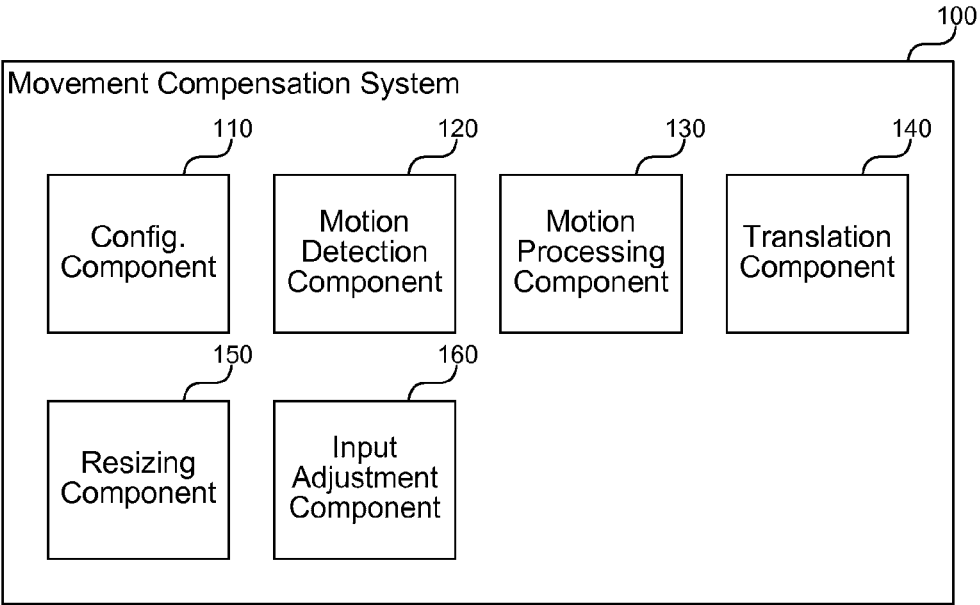 100
Movement Compensation System
110
120
130
140
Config.
Component
Motion
Detection
Component
Motion
Processing
Component
Translation
Component
150
160
Resizing
Component
Input
Adjustment
Component